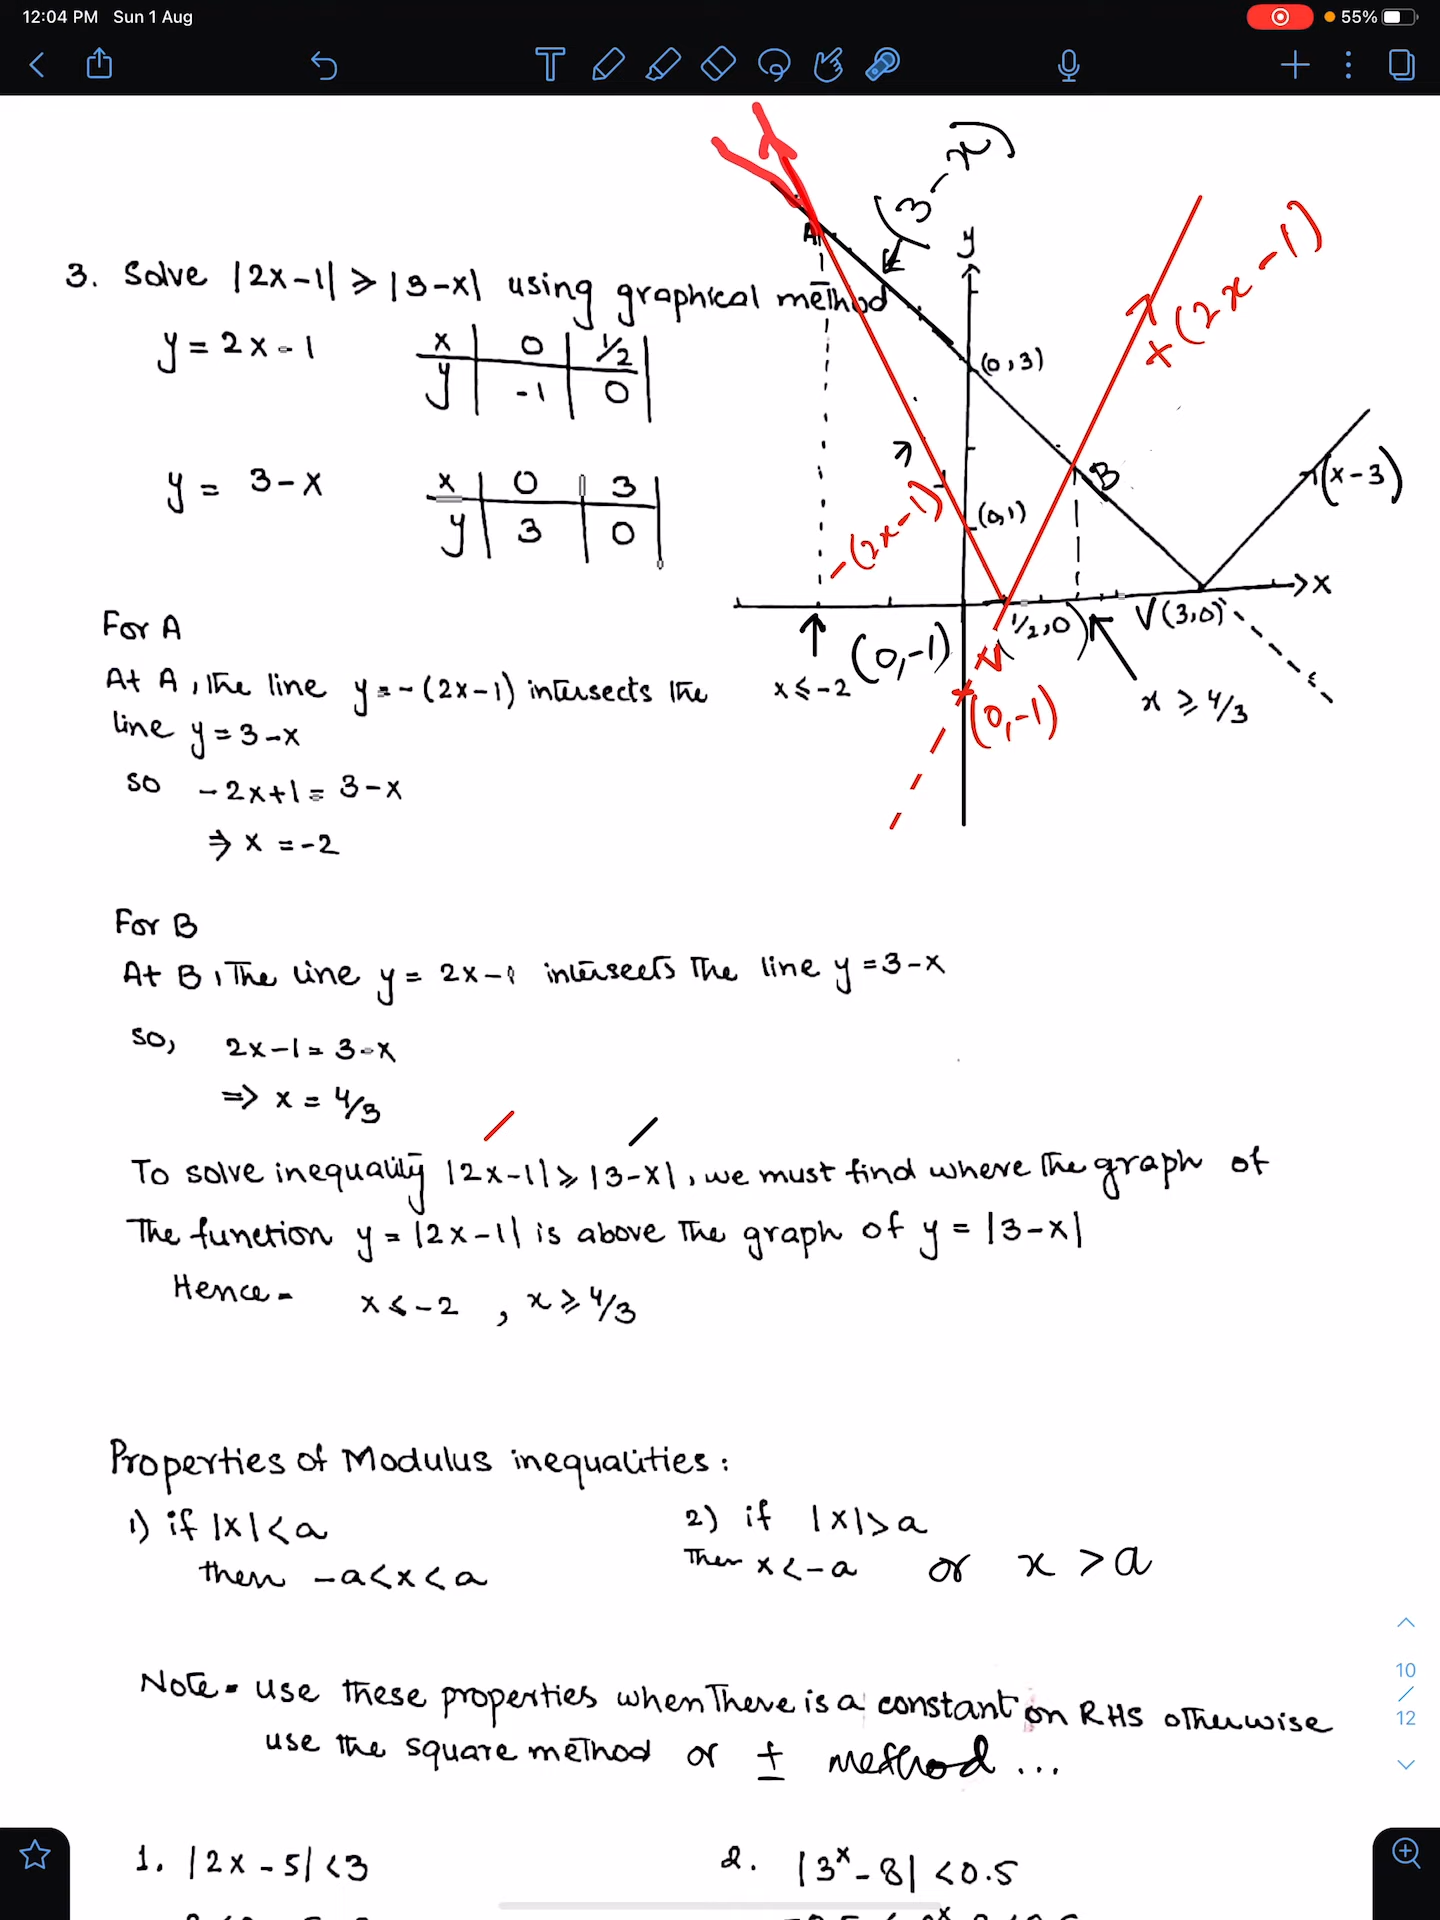 12:04 PM Sun 1 Aug
55%
3. Solve |2x-1| ⩾ |3-x| using graphical method
y = 2x-1
x 0 1/2
y -1 0
y = 3-x
x 0 3
y 3 0
(3-x)
y
+(2x-1)
A
(0,3)
B
(x-3)
-(2x-1)
(0,1)
x
V(1/2,0)
V(3,0)
(0,-1)
(0,-1)
x ⩽ -2
x ⩾ 4/3
For A
At A, the line y = -(2x-1) intersects the
line y = 3-x
so -2x+1 = 3-x
⇒ x = -2
For B
At B, The line y = 2x-1 intersects The line y = 3-x
so, 2x-1 = 3-x
⇒ x = 4/3
To solve inequality |2x-1| ⩾ |3-x|, we must find where the graph of
The function y = |2x-1| is above The graph of y = |3-x|
Hence- x ⩽ -2 , x ⩾ 4/3
Properties of Modulus inequalities :
1) if |x| < a
then -a < x < a
2) if |x| > a
Then x < -a or x > a
Note- use these properties when There is a constant on RHS otherwise
use the square method or ± method ...
10
/
12
1. |2x - 5| < 3
2. |3ˣ - 8| < 0.5